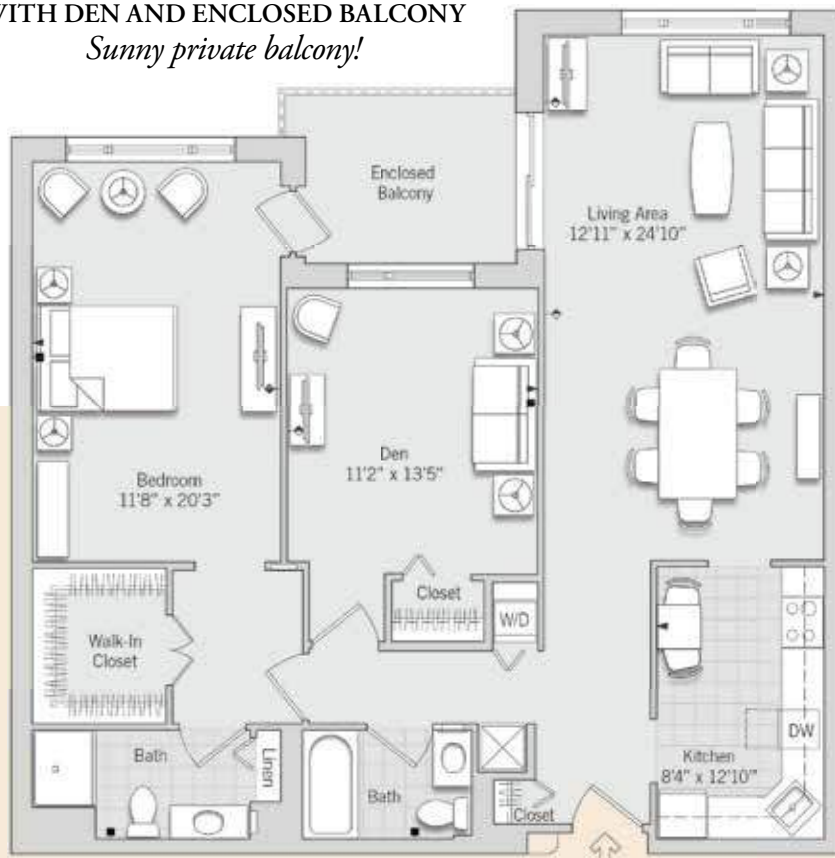 WITH DEN AND ENCLOSED BALCONY
Sunny private balcony!
Enclosed
Balcony
Living Area
12'11" x 24'10"
Den
11'2" x 13'5"
Bedroom
11'8" x 20'3"
Closet
W/D
Walk-In
Closet
DW
Bath
Linen
Kitchen
8'4" x 12'10"
Bath
Closet